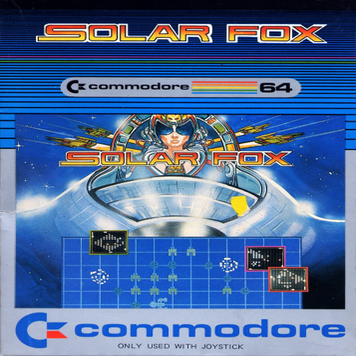 SOLAR FOX
commodore 64
SOLAR FOX
commodore
ONLY USED WITH JOYSTICK